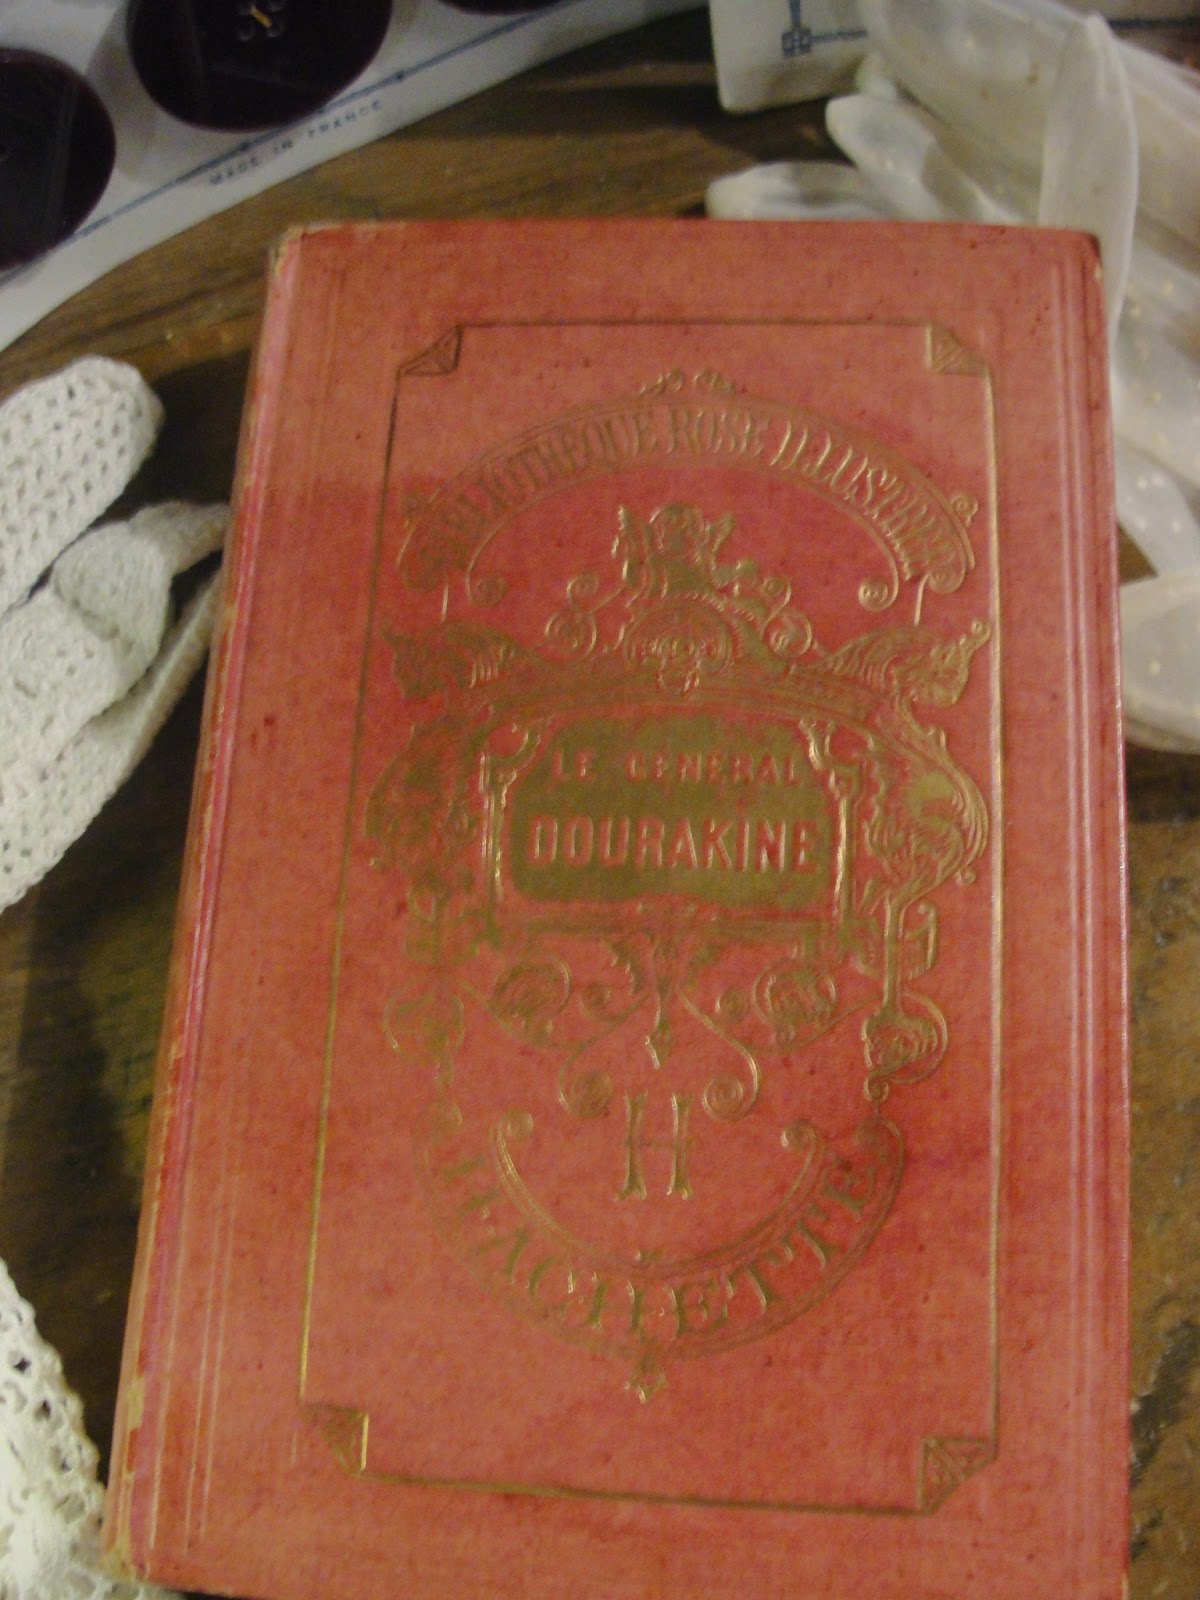 MADE IN FRANCE
BIBLIOTHÈQUE ROSE ILLUSTRÉE
LE GÉNÉRAL
DOURAKINE
H
HACHETTE